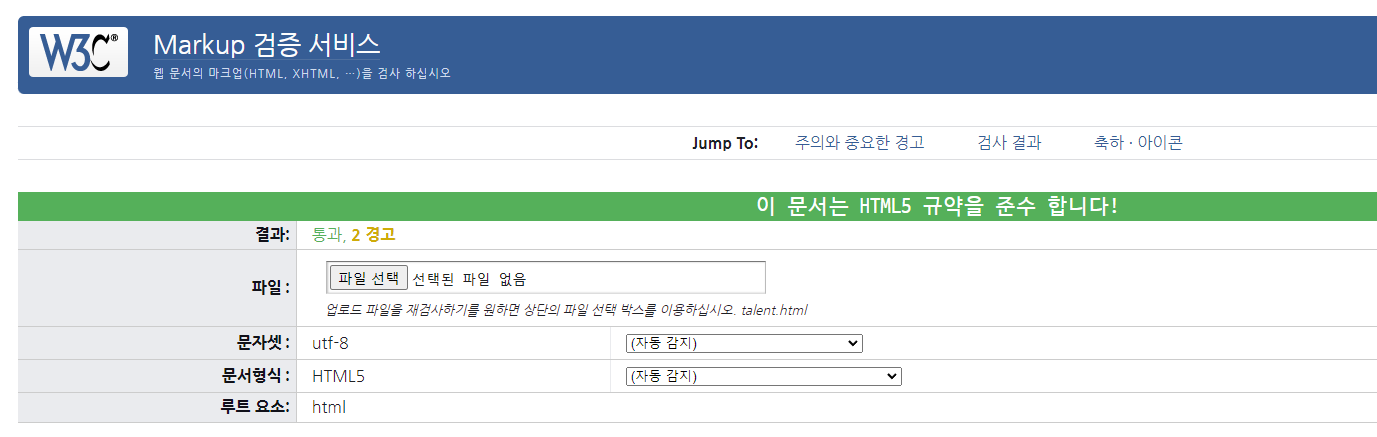 W3C®
Markup 검증 서비스
웹 문서의 마크업(HTML, XHTML, …)을 검사 하십시오
Jump To: 주의와 중요한 경고 검사 결과 축하 · 아이콘
이 문서는 HTML5 규약을 준수 합니다!
결과: 통과, 2 경고
파일 : 파일 선택 선택된 파일 없음
업로드 파일을 재검사하기를 원하면 상단의 파일 선택 박스를 이용하십시오. talent.html
문자셋 : utf-8 (자동 감지)
문서형식 : HTML5 (자동 감지)
루트 요소: html